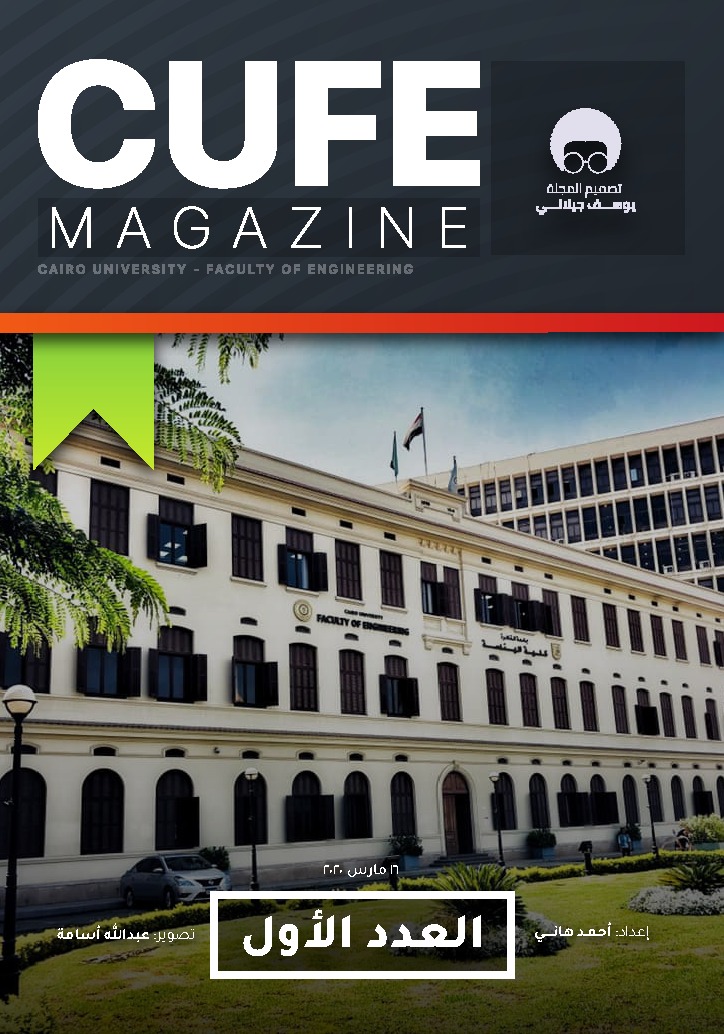 CUFE
MAGAZINE
CAIRO UNIVERSITY - FACULTY OF ENGINEERING
تصميم المجلة
يوسف جيلاني
CAIRO UNIVERSITY
FACULTY OF ENGINEERING
جامعة القاهرة
كلية الهندسة
١٦ مارس ٢٠٢٠
العدد الأول
إعداد: أحمد هاني
تصوير: عبدالله أسامة